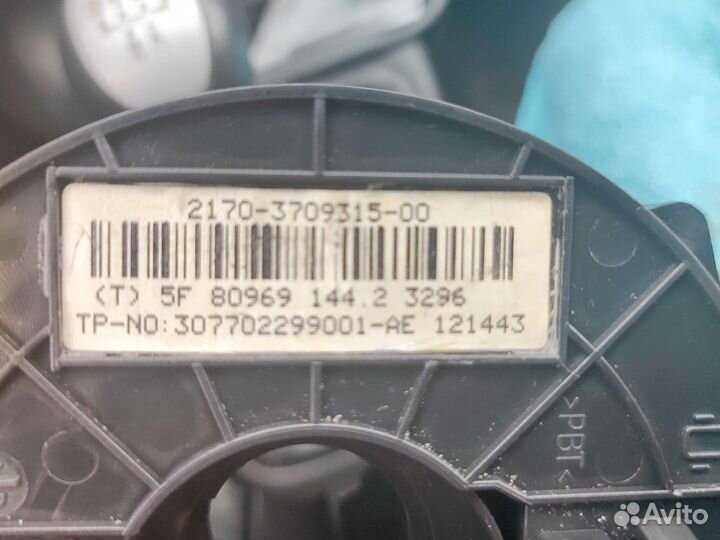 2170-3709315-00
(T) 5F 80969 144.2 3296
TP-NO:307702299001-AE 121443
>PBT<
Avito